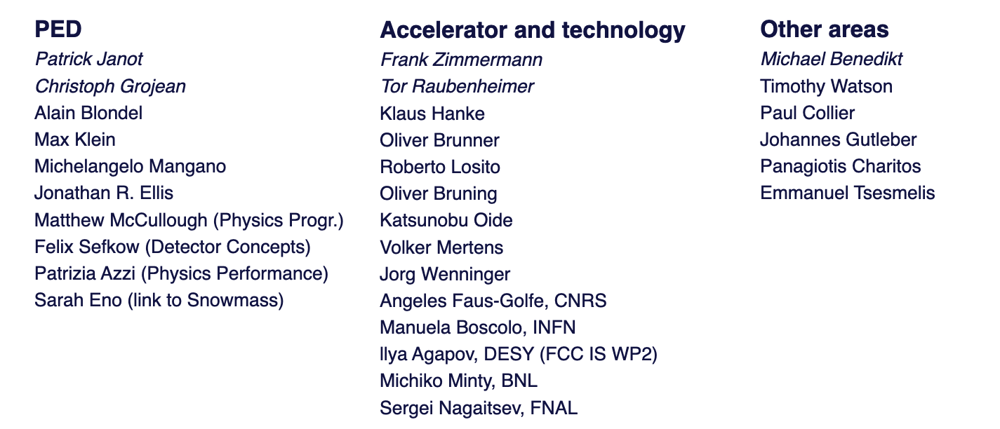 PED
Patrick Janot
Christoph Grojean
Alain Blondel
Max Klein
Michelangelo Mangano
Jonathan R. Ellis
Matthew McCullough (Physics Progr.)
Felix Sefkow (Detector Concepts)
Patrizia Azzi (Physics Performance)
Sarah Eno (link to Snowmass)
Accelerator and technology
Frank Zimmermann
Tor Raubenheimer
Klaus Hanke
Oliver Brunner
Roberto Losito
Oliver Bruning
Katsunobu Oide
Volker Mertens
Jorg Wenninger
Angeles Faus-Golfe, CNRS
Manuela Boscolo, INFN
Ilya Agapov, DESY (FCC IS WP2)
Michiko Minty, BNL
Sergei Nagaitsev, FNAL
Other areas
Michael Benedikt
Timothy Watson
Paul Collier
Johannes Gutleber
Panagiotis Charitos
Emmanuel Tsesmelis